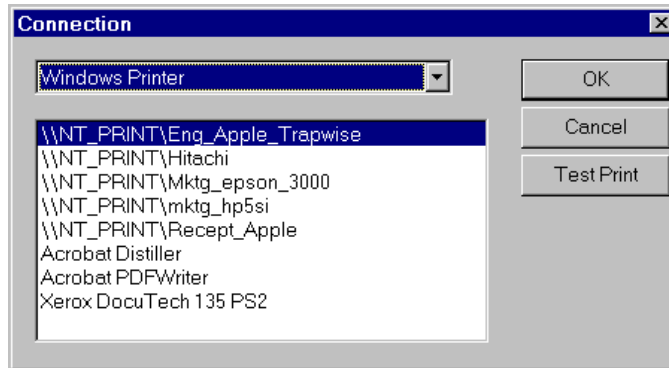 Connection
Windows Printer
OK
\\NT_PRINT\Eng_Apple_Trapwise
Cancel
\\NT_PRINT\Hitachi
\\NT_PRINT\Mktg_epson_3000
Test Print
\\NT_PRINT\mktg_hp5si
\\NT_PRINT\Recept_Apple
Acrobat Distiller
Acrobat PDFWriter
Xerox DocuTech 135 PS2